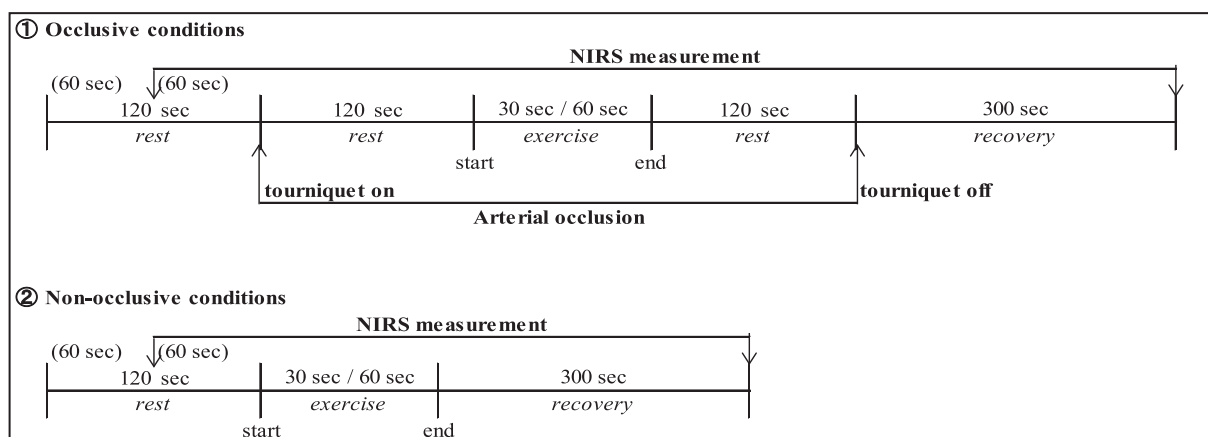 ① Occlusive conditions
NIRS measurement
(60 sec) (60 sec)
120 sec 120 sec 30 sec / 60 sec 120 sec 300 sec
rest rest exercise rest recovery
start end
tourniquet on tourniquet off
Arterial occlusion
② Non-occlusive conditions
NIRS measurement
(60 sec) (60 sec)
120 sec 30 sec / 60 sec 300 sec
rest exercise recovery
start end